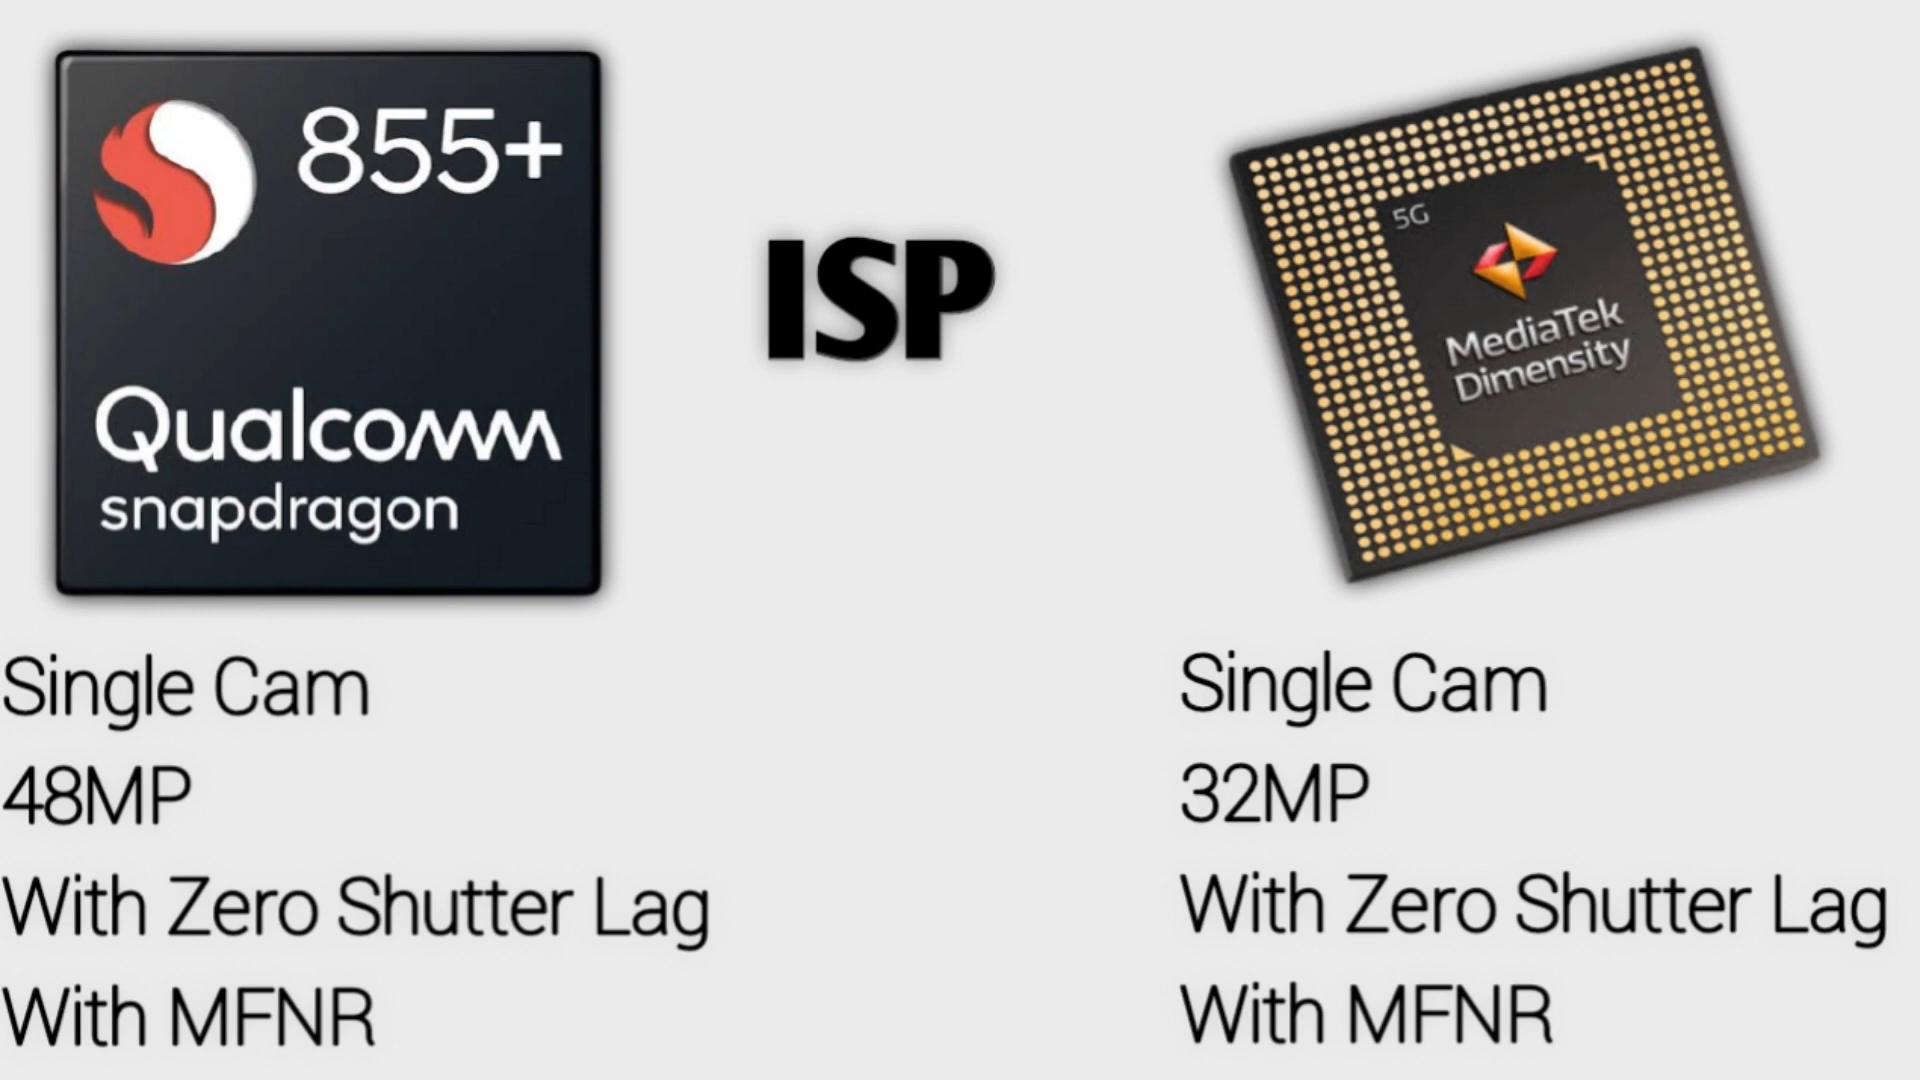 855+
Qualcomm
snapdragon
ISP
5G
MediaTek
Dimensity
Single Cam
48MP
With Zero Shutter Lag
With MFNR
Single Cam
32MP
With Zero Shutter Lag
With MFNR